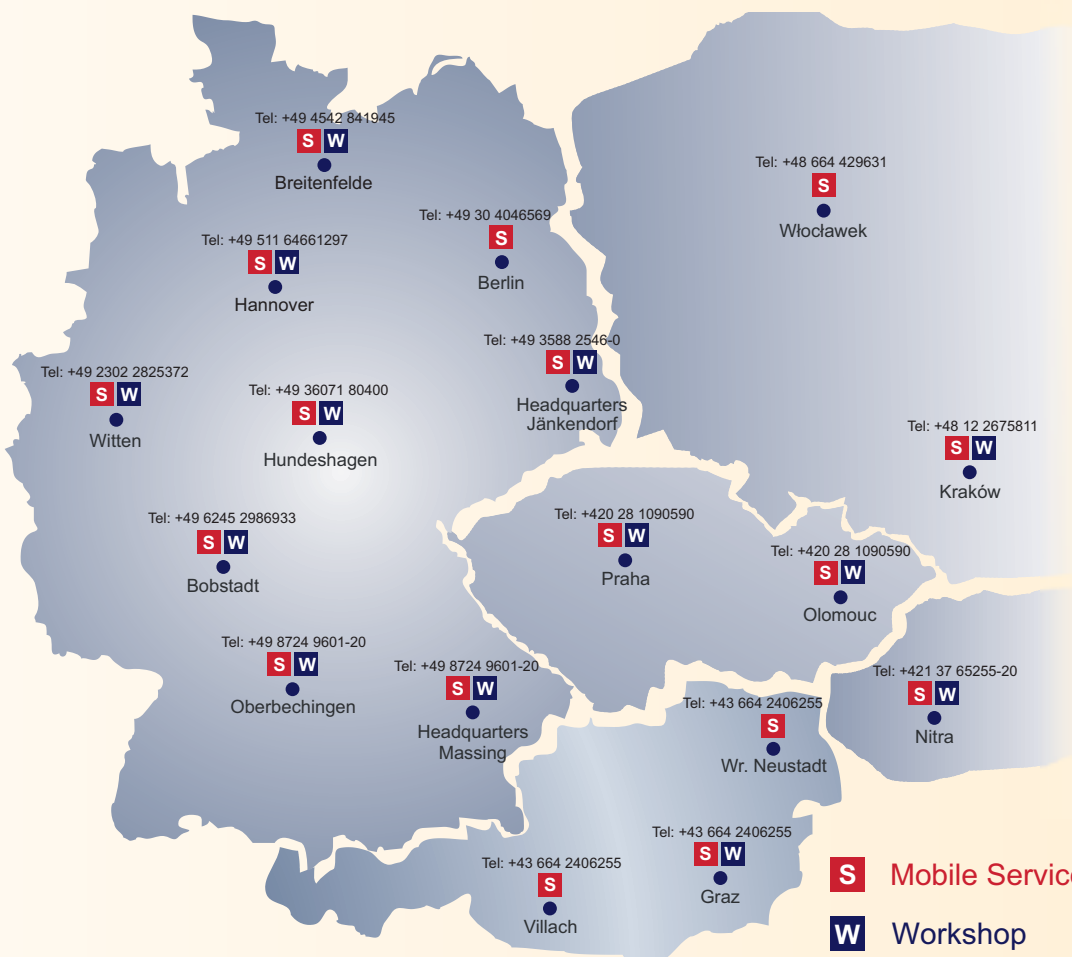 Tel: +49 4542 841945
S W
Breitenfelde
Tel: +48 664 429631
S
Włocławek
Tel: +49 30 4046569
S
Berlin
Tel: +49 511 64661297
S W
Hannover
Tel: +49 3588 2546-0
S W
Headquarters
Jänkendorf
Tel: +49 2302 2825372
S W
Witten
Tel: +49 36071 80400
S W
Hundeshagen
Tel: +48 12 2675811
S W
Kraków
Tel: +49 6245 2986933
S W
Bobstadt
Tel: +420 28 1090590
S W
Praha
Tel: +420 28 1090590
S W
Olomouc
Tel: +49 8724 9601-20
S W
Oberbechingen
Tel: +49 8724 9601-20
S W
Headquarters
Massing
Tel: +421 37 65255-20
S W
Nitra
Tel: +43 664 2406255
S
Wr. Neustadt
Tel: +43 664 2406255
S W
Graz
Tel: +43 664 2406255
S
Villach
S Mobile Service
W Workshop